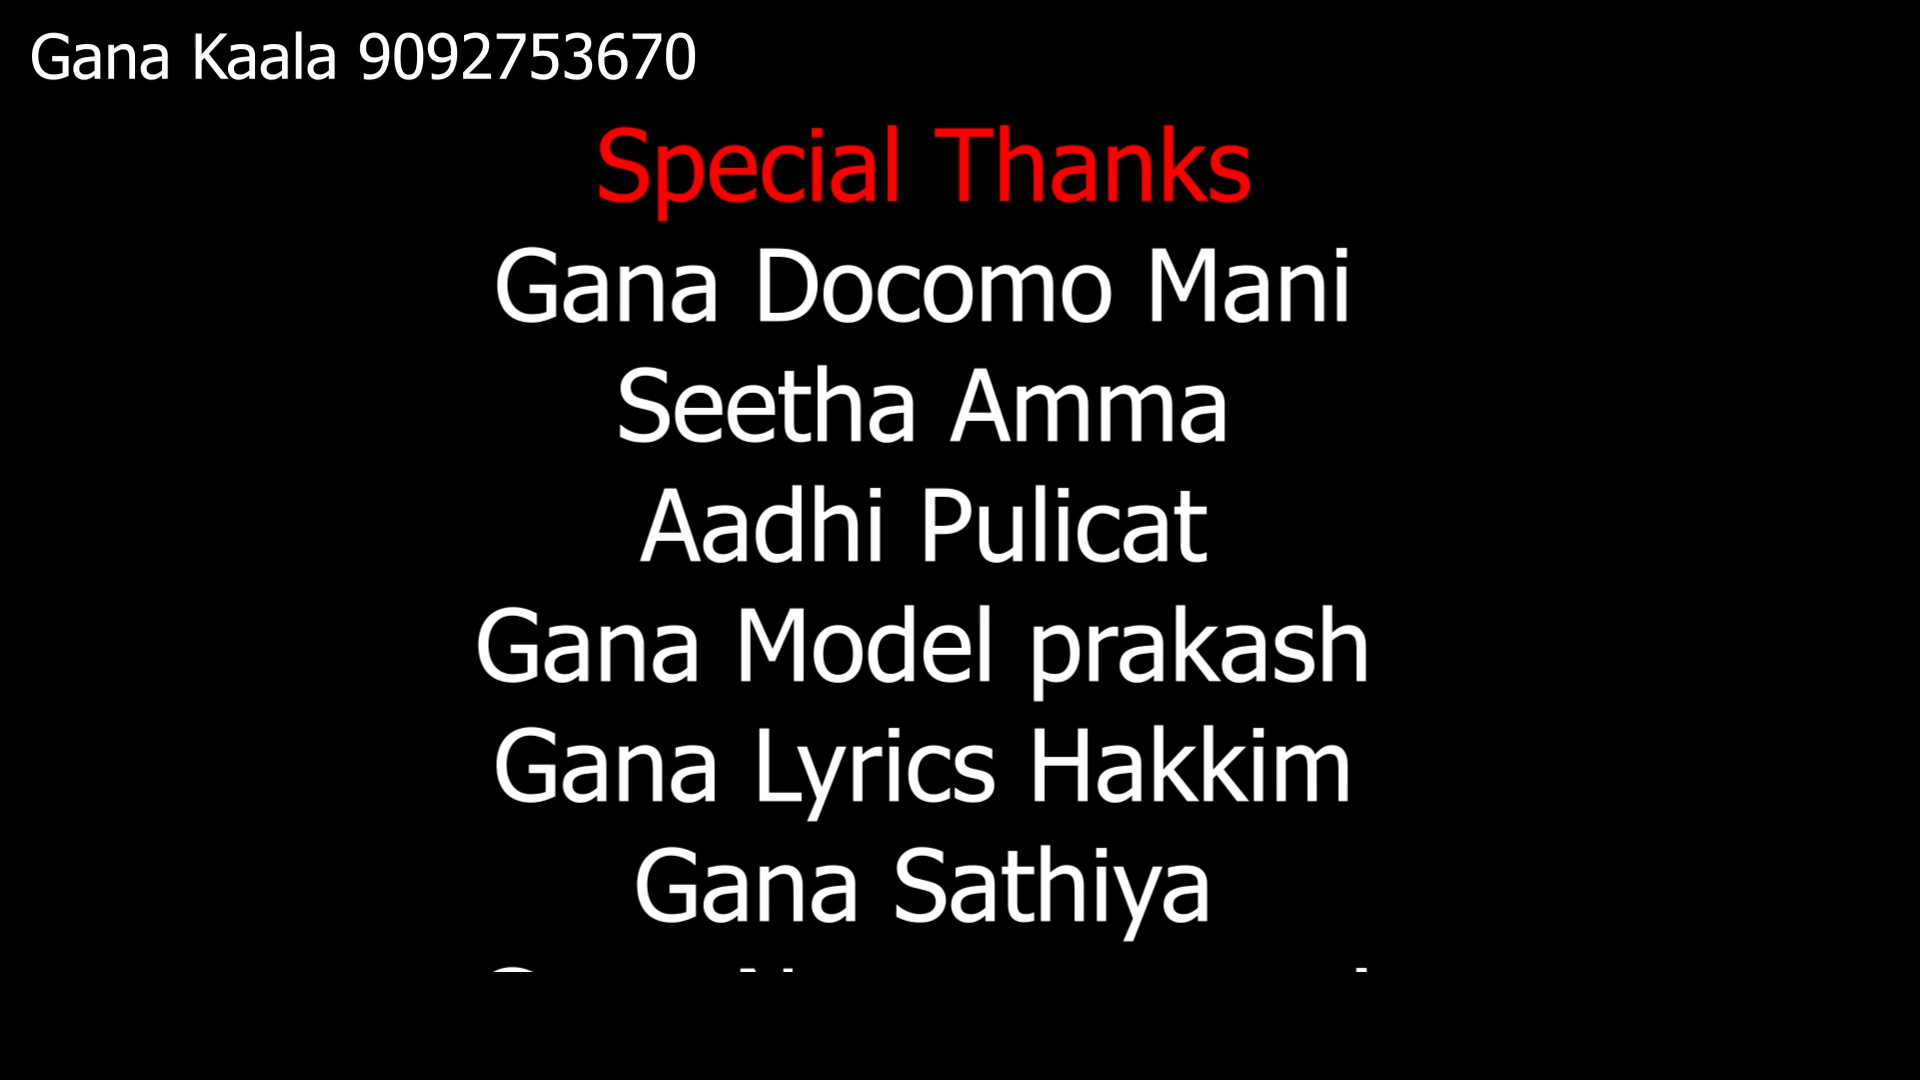 Gana Kaala 9092753670
Special Thanks
Gana Docomo Mani
Seetha Amma
Aadhi Pulicat
Gana Model prakash
Gana Lyrics Hakkim
Gana Sathiya